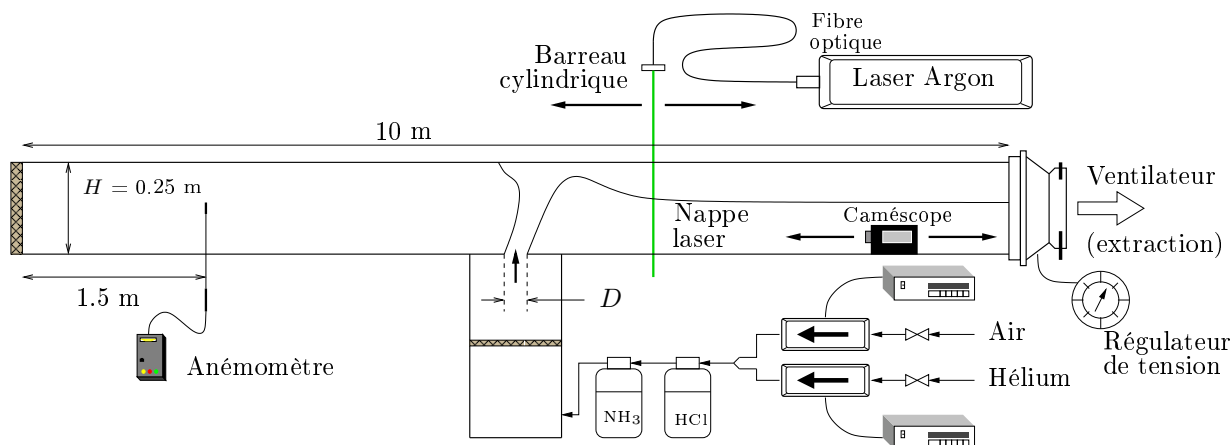 Fibre
optique
Barreau
cylindrique
Laser Argon
10 m
H = 0.25 m
Ventilateur
Nappe
laser
Caméscope
(extraction)
1.5 m
D
Air
Régulateur
de tension
Anémomètre
Hélium
NH₃
HCl